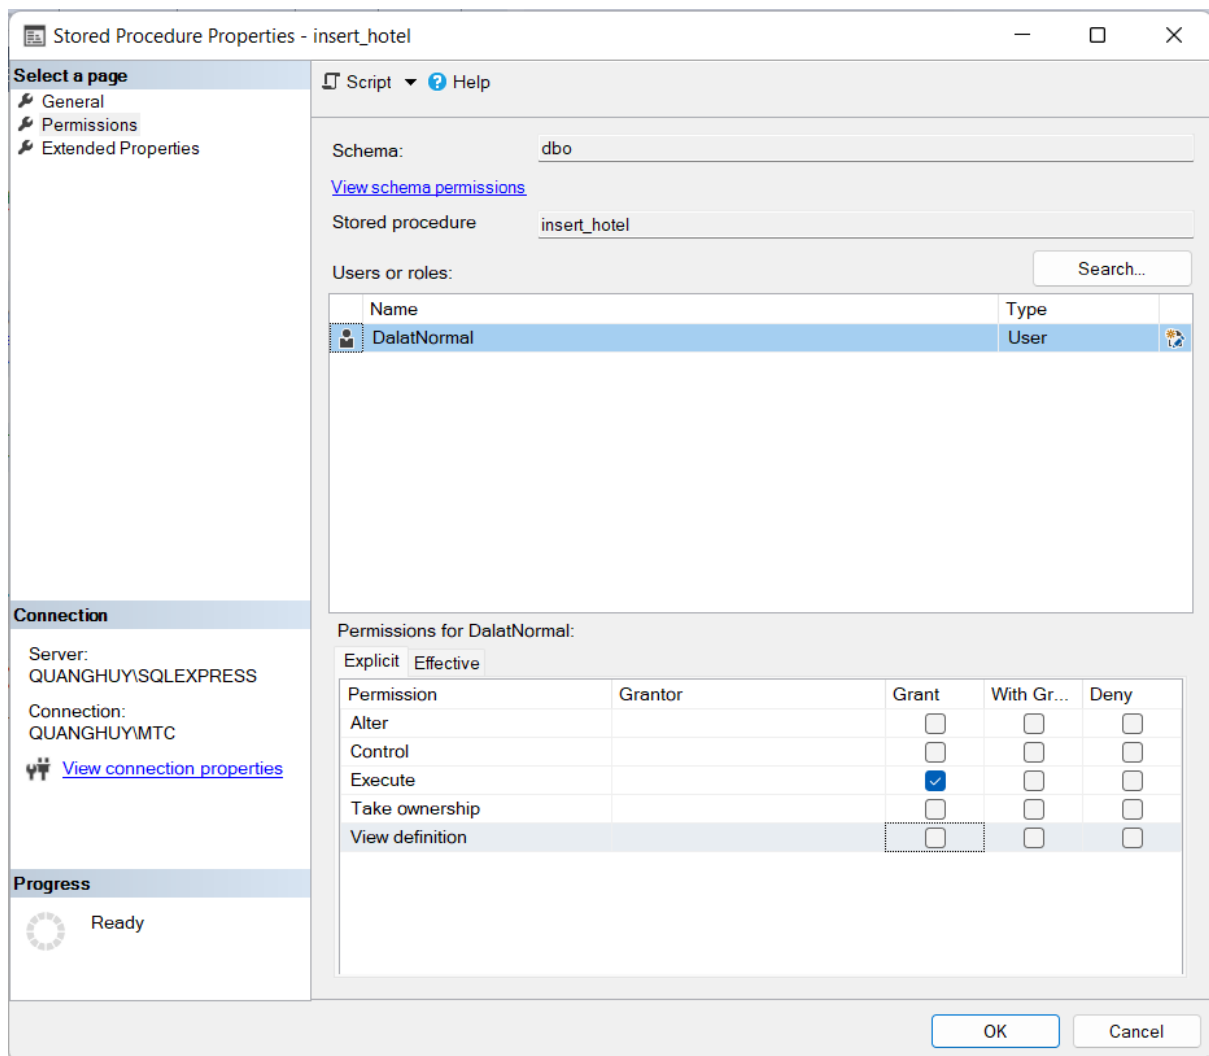 Stored Procedure Properties - insert_hotel
Select a page
General
Permissions
Extended Properties
Script
Help
Schema:
dbo
View schema permissions
Stored procedure
insert_hotel
Users or roles:
Search...
Name
Type
DalatNormal
User
Connection
Server:
QUANGHUY\SQLEXPRESS
Connection:
QUANGHUY\MTC
View connection properties
Progress
Ready
Permissions for DalatNormal:
Explicit
Effective
Permission
Grantor
Grant
With Gr...
Deny
Alter
Control
Execute
Take ownership
View definition
OK
Cancel